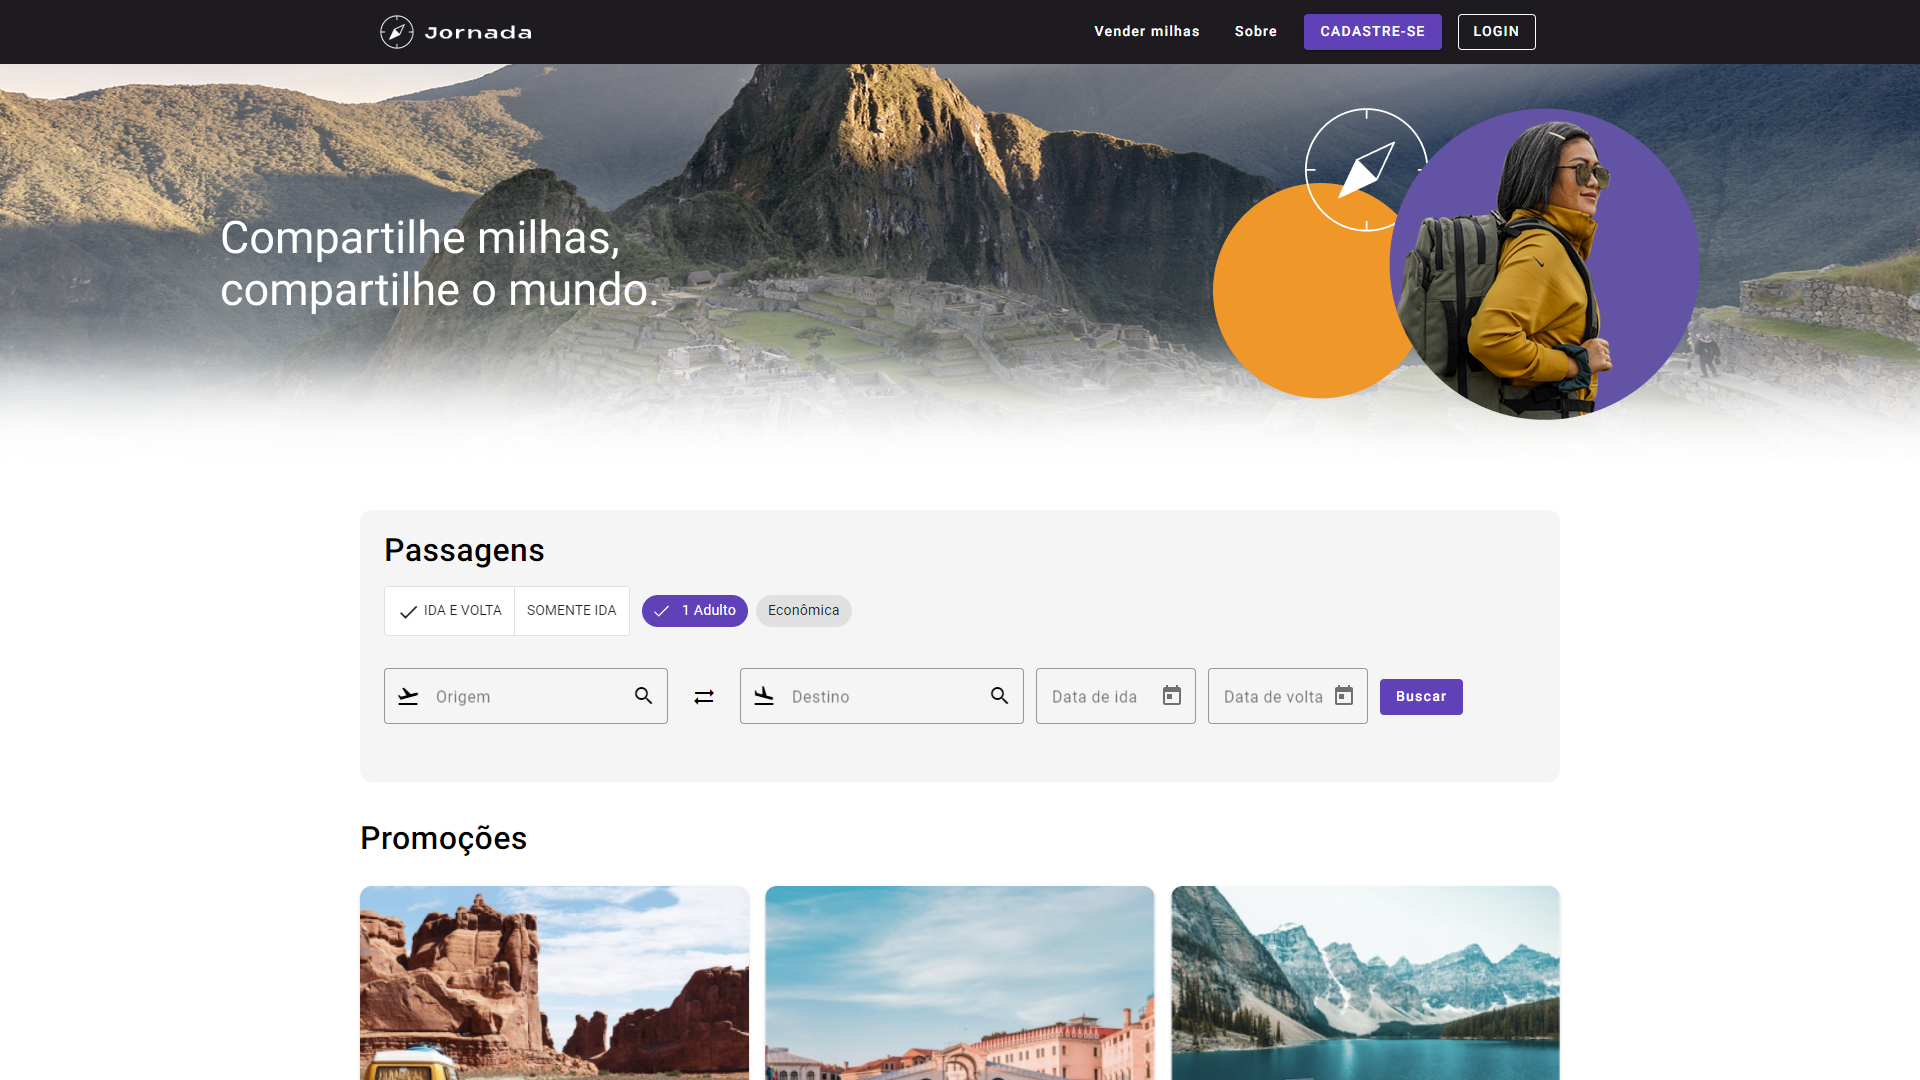 Jornada
Vender milhas
Sobre
CADASTRE-SE
LOGIN
Compartilhe milhas,
compartilhe o mundo.
Passagens
IDA E VOLTA
SOMENTE IDA
1 Adulto
Econômica
Origem
Destino
Data de ida
Data de volta
Buscar
Promoções